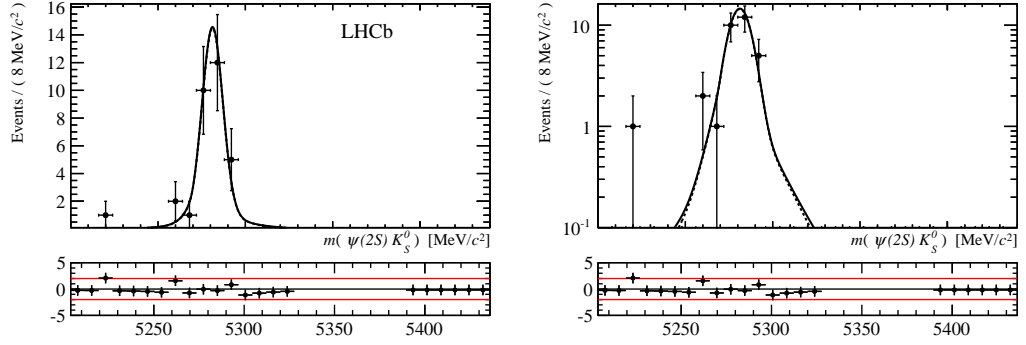 Events / ( 8 MeV/c² )
16
14
12
10
8
6
4
2
LHCb
m( ψ(2S) K⁰_S ) [MeV/c²]
5
0
-5
5250 5300 5350 5400
Events / ( 8 MeV/c² )
10
1
10⁻¹
m( ψ(2S) K⁰_S ) [MeV/c²]
5
0
-5
5250 5300 5350 5400